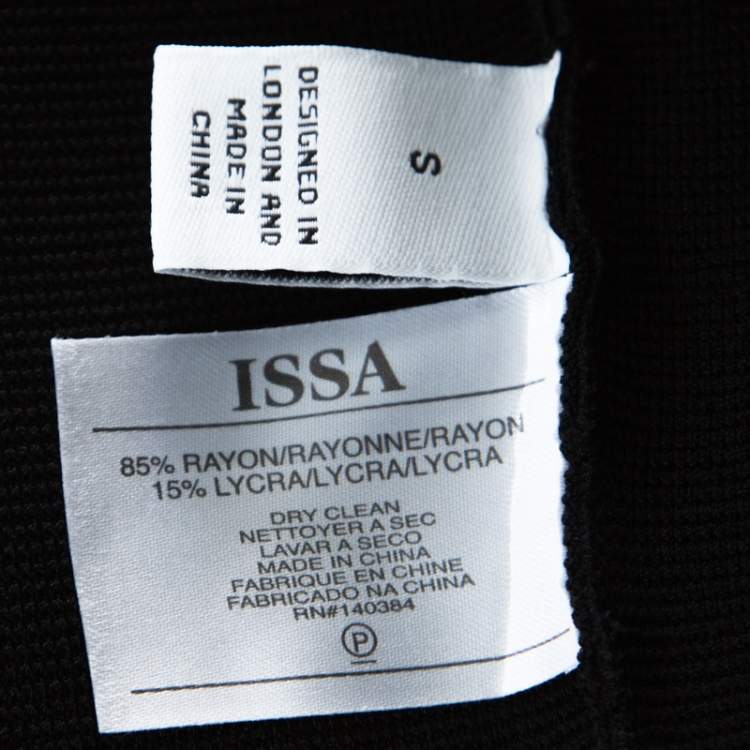 DESIGNED IN
LONDON AND
MADE IN
CHINA
S
ISSA
85% RAYON/RAYONNE/RAYON
15% LYCRA/LYCRA/LYCRA
DRY CLEAN
NETTOYER A SEC
LAVAR A SECO
MADE IN CHINA
FABRIQUE EN CHINE
FABRICADO NA CHINA
RN#140384
P